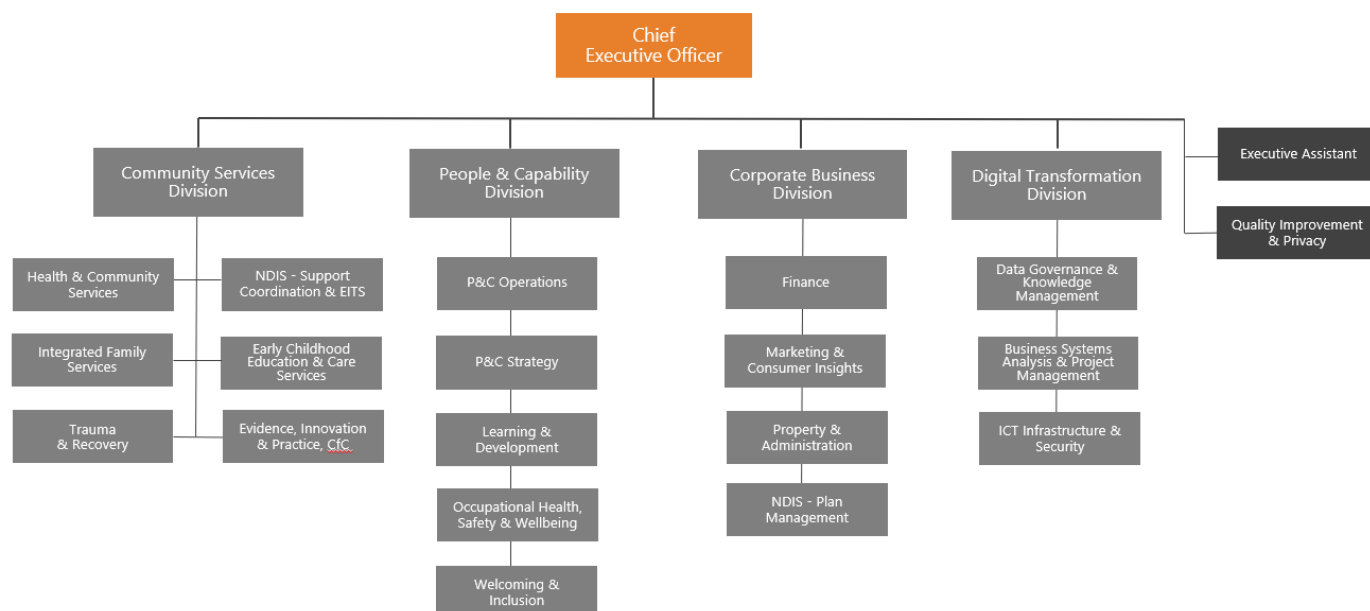 Chief
Executive Officer
Community Services
Division
People & Capability
Division
Corporate Business
Division
Digital Transformation
Division
Executive Assistant
Quality Improvement
& Privacy
Health & Community
Services
NDIS - Support
Coordination & EITS
Integrated Family
Services
Early Childhood
Education & Care
Services
Trauma
& Recovery
Evidence, Innovation
& Practice, CfC
P&C Operations
P&C Strategy
Learning &
Development
Occupational Health,
Safety & Wellbeing
Welcoming &
Inclusion
Finance
Marketing &
Consumer Insights
Property &
Administration
NDIS - Plan
Management
Data Governance &
Knowledge
Management
Business Systems
Analysis & Project
Management
ICT Infrastructure &
Security